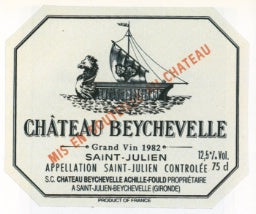 MIS EN BOUTEILLE AU CHATEAU
CHÂTEAU BEYCHEVELLE
Grand Vin 1982
SAINT-JULIEN
12,5% Vol.
APPELLATION SAINT-JULIEN CONTROLÉE
75 cl
S.C. CHÂTEAU BEYCHEVELLE ACHILLE-FOULD PROPRIÉTAIRE
A SAINT-JULIEN-BEYCHEVELLE (GIRONDE)
PRODUCT OF FRANCE